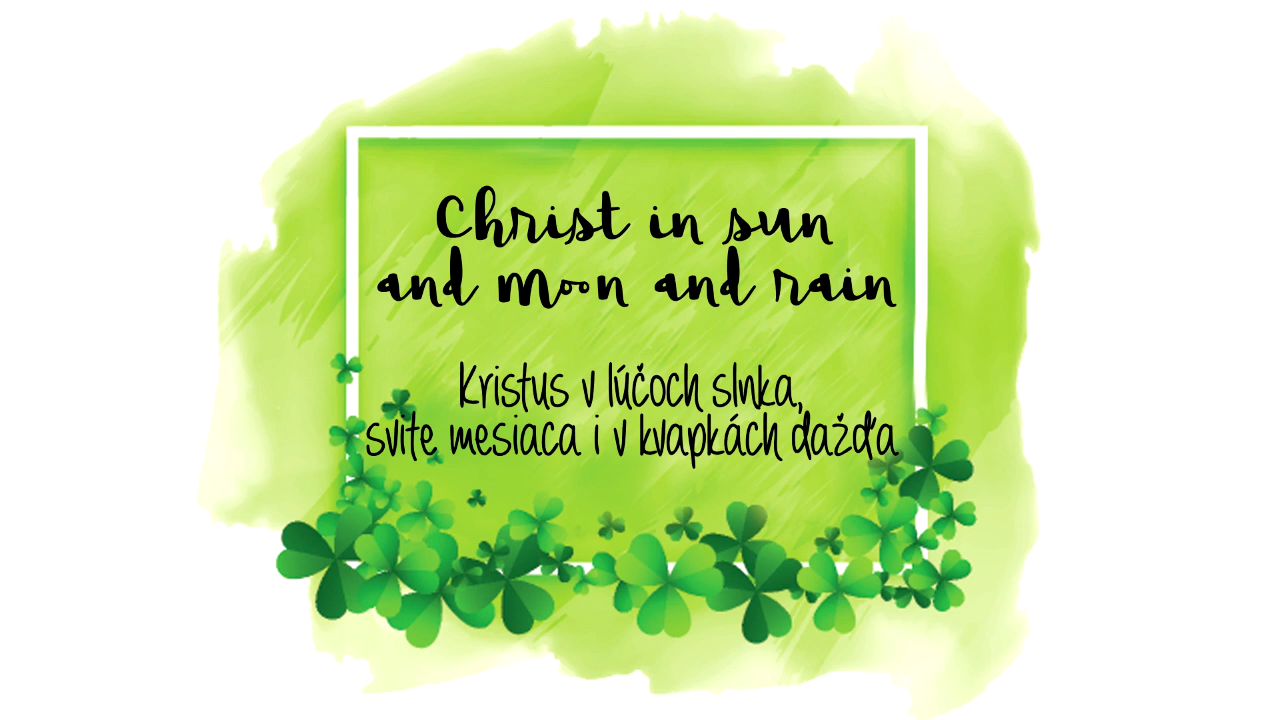 Christ in sun
and moon and rain
Kristus v lúčoch slnka,
svite mesiaca i v kvapkách dažďa